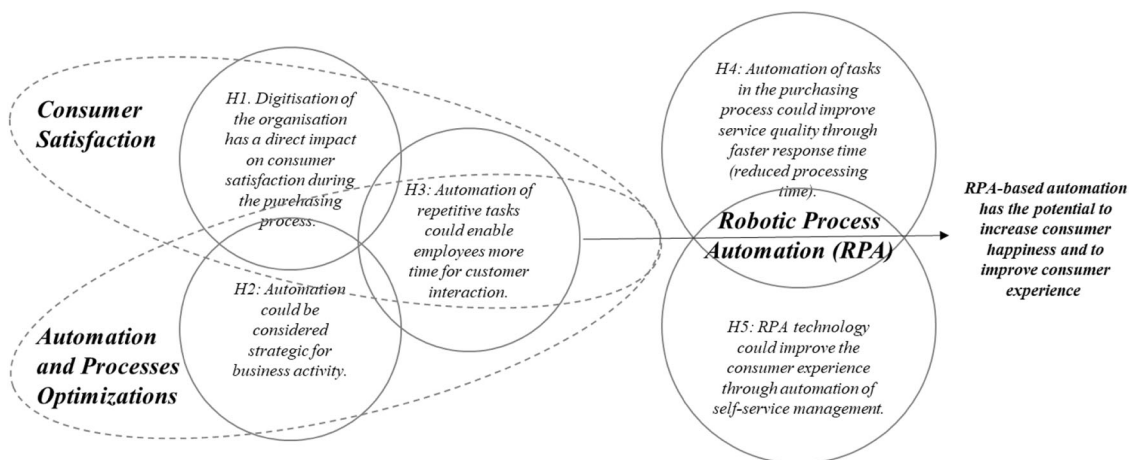 Consumer
Satisfaction
H1. Digitisation of
the organisation
has a direct impact
on consumer
satisfaction during
the purehasing
process.
H3: Automation of
repetitive tasks
could enable
employees more
time for customer
interaction.
H2: Automation
could be
considered
strategic for
business activity.
Automation
and Processes
Optimizations
H4: Automation of tasks
in the purchasing
process could improve
service quality through
faster response time
(reduced processing
time).
Robotic Process
Automation (RPA)
H5: RPA technology
could improve the
consumer experience
through automation of
self-service management.
RPA-based automation
has the potential to
increase consumer
happiness and to
improve consumer
experience